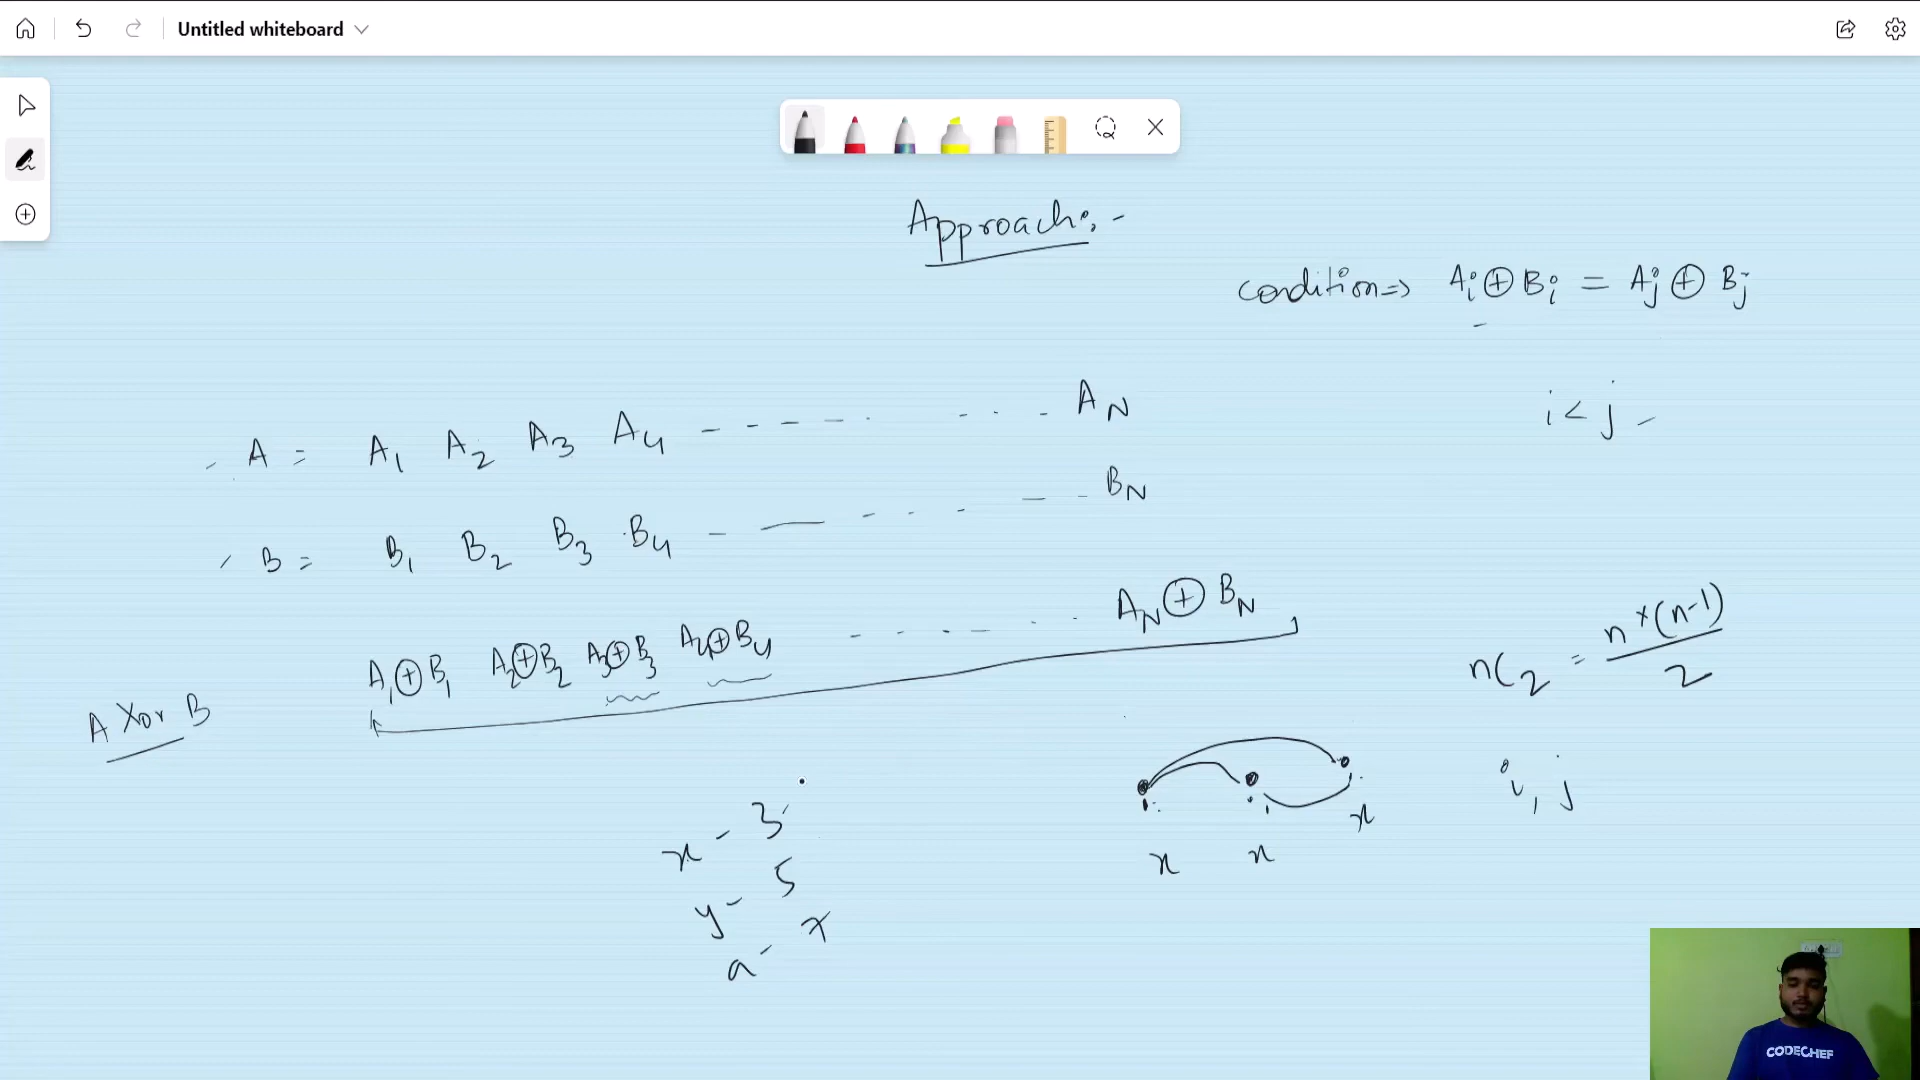 Untitled whiteboard
Approach:-
condition ⇒ Ai ⊕ Bi = Aj ⊕ Bj
i < j
A = A1 A2 A3 A4 - - - - - - - - - AN
B = B1 B2 B3 B4 - - - - - - - - BN
A Xor B A1⊕B1 A2⊕B2 A3⊕B3 A4⊕B4 - - - - - - - AN⊕BN
nC2 = n*(n-1)/2
i, j
x - 3
y - 5
a - 7
x x x
CODECHEF